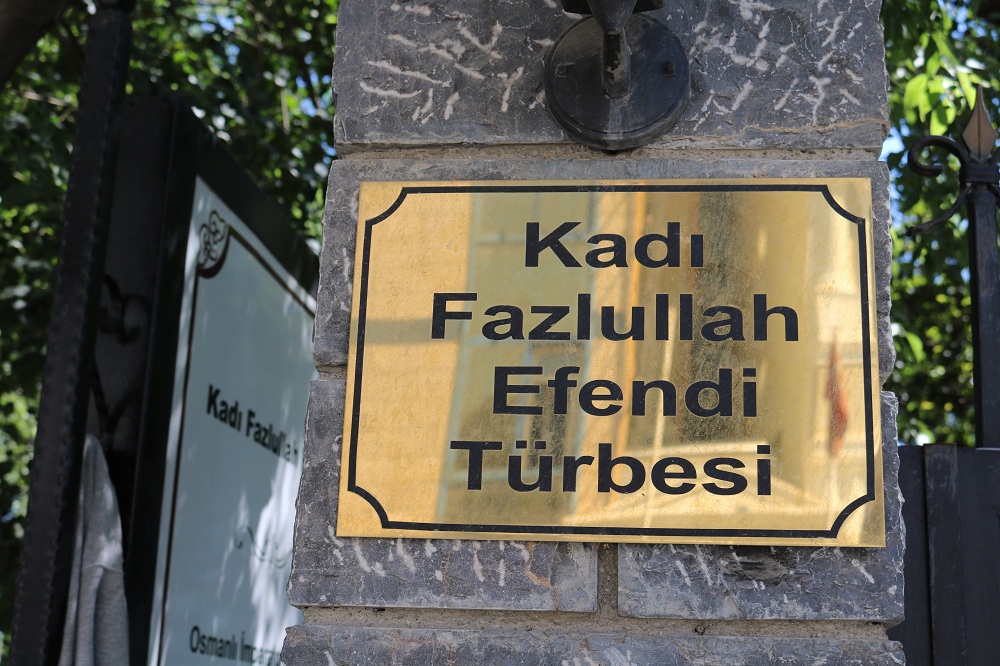 Kadı
Fazlullah
Efendi
Türbesi
Kadı Fazlullah
Osmanlı